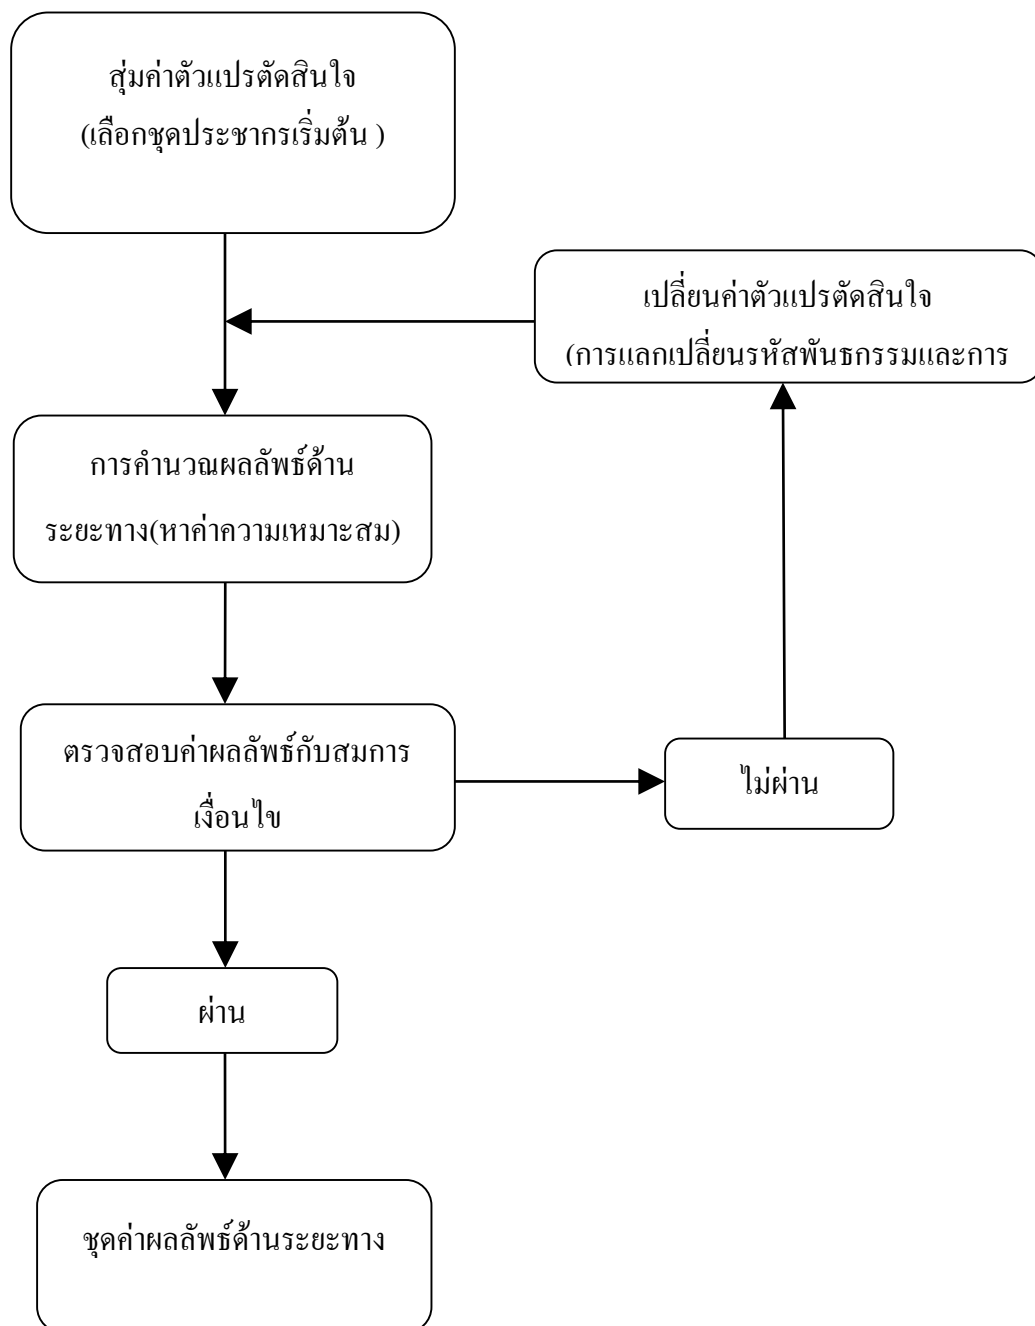 สุ่มค่าตัวแปรตัดสินใจ
(เลือกชุดประชากรเริ่มต้น )
เปลี่ยนค่าตัวแปรตัดสินใจ
(การแลกเปลี่ยนรหัสพันธกรรมและการ
การคำนวณผลลัพธ์ด้าน
ระยะทาง(หาค่าความเหมาะสม)
ตรวจสอบค่าผลลัพธ์กับสมการ
เงื่อนไข
ไม่ผ่าน
ผ่าน
ชุดค่าผลลัพธ์ด้านระยะทาง